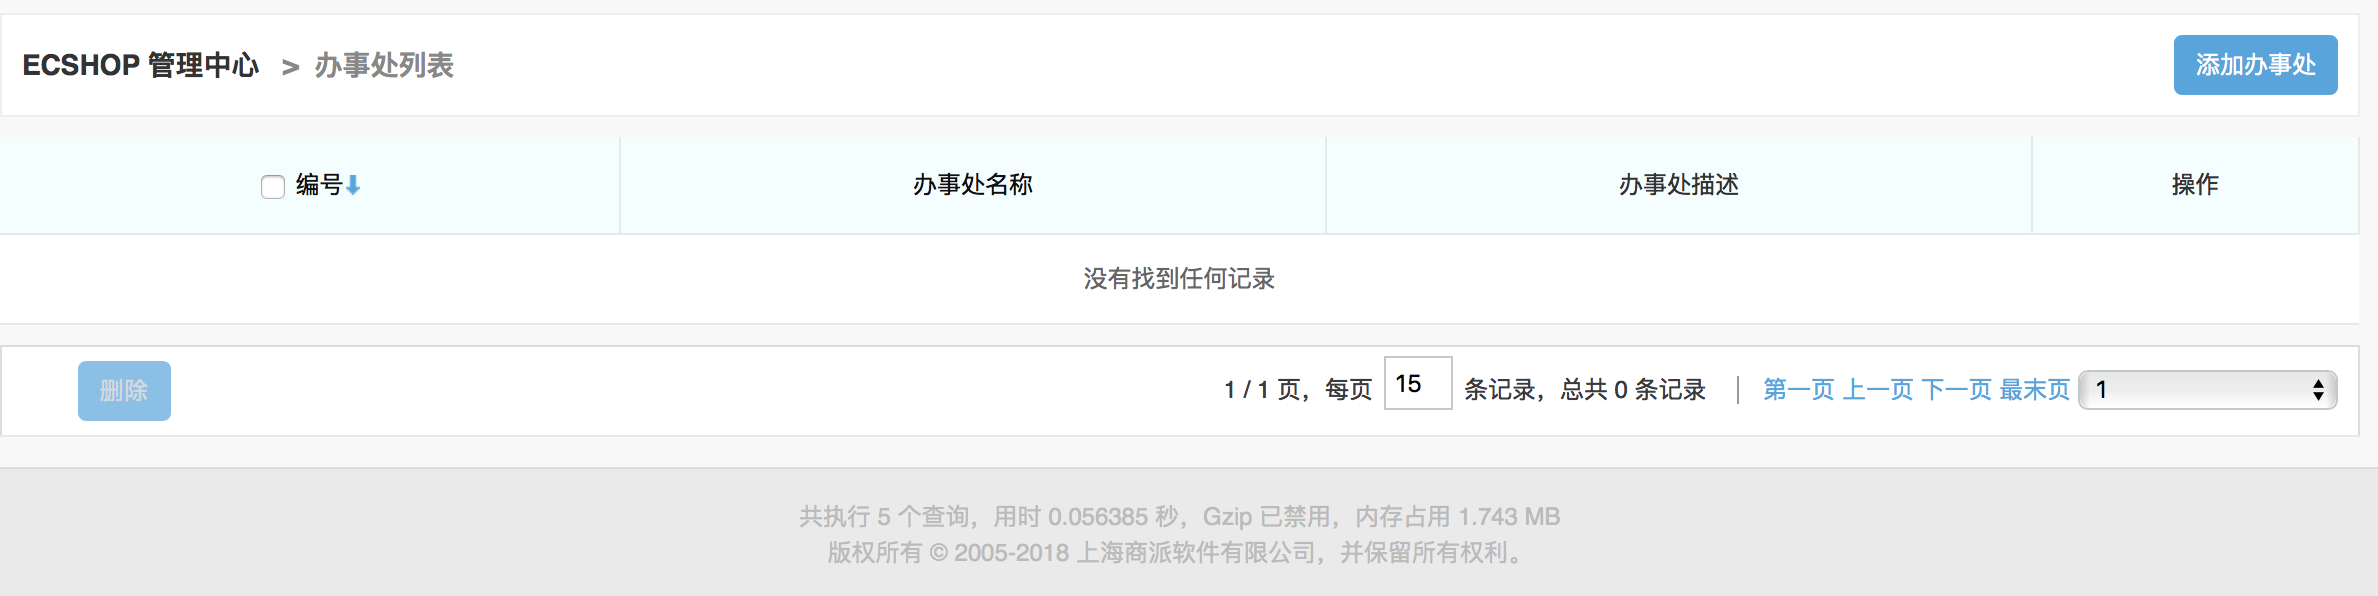 ECSHOP 管理中心 > 办事处列表 添加办事处
编号 办事处名称 办事处描述 操作
没有找到任何记录
删除 1 / 1 页，每页 15 条记录，总共 0 条记录 | 第一页 上一页 下一页 最末页 1
共执行 5 个查询，用时 0.056385 秒，Gzip 已禁用，内存占用 1.743 MB
版权所有 © 2005-2018 上海商派软件有限公司，并保留所有权利。